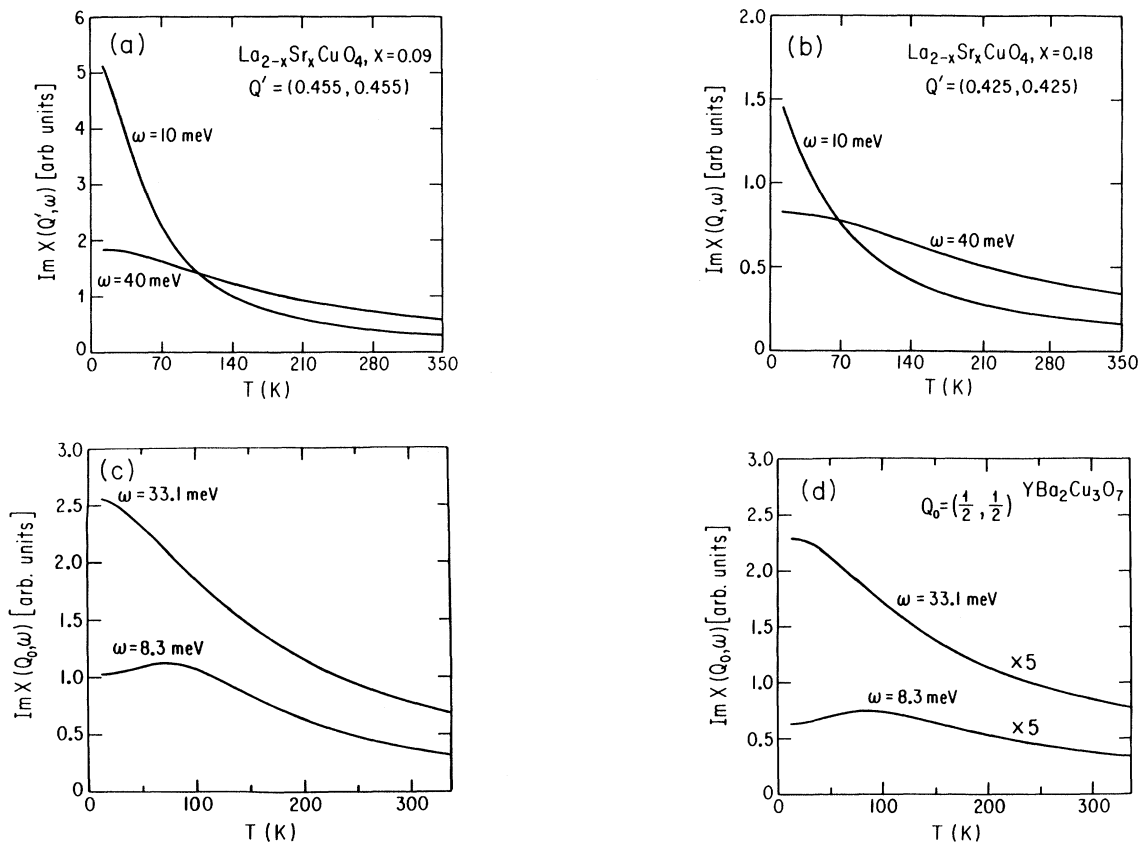 (a)
La₂₋ₓSrₓCuO₄, X=0.09
Q′ = (0.455, 0.455)
ω=10 meV
ω=40 meV
Im X (Q′,ω) [arb units]
6
5
4
3
2
1
0
0 70 140 210 280 350
T (K)
(b)
La₂₋ₓSrₓCuO₄, X=0.18
Q′ = (0.425, 0.425)
ω=10 meV
ω=40 meV
Im X (Q,ω) [arb units]
2.0
1.5
1.0
0.5
0
0 70 140 210 280 350
T (K)
(c)
ω=33.1 meV
ω=8.3 meV
Im X (Q₀,ω) [arb. units]
3.0
2.5
2.0
1.5
1.0
0.5
0
0 100 200 300
T (K)
(d)
YBa₂Cu₃O₇
Q₀=(1/2, 1/2)
ω=33.1 meV
×5
ω=8.3 meV
×5
Im X (Q₀,ω) [arb. units]
3.0
2.5
2.0
1.5
1.0
0.5
0
0 100 200 300
T (K)